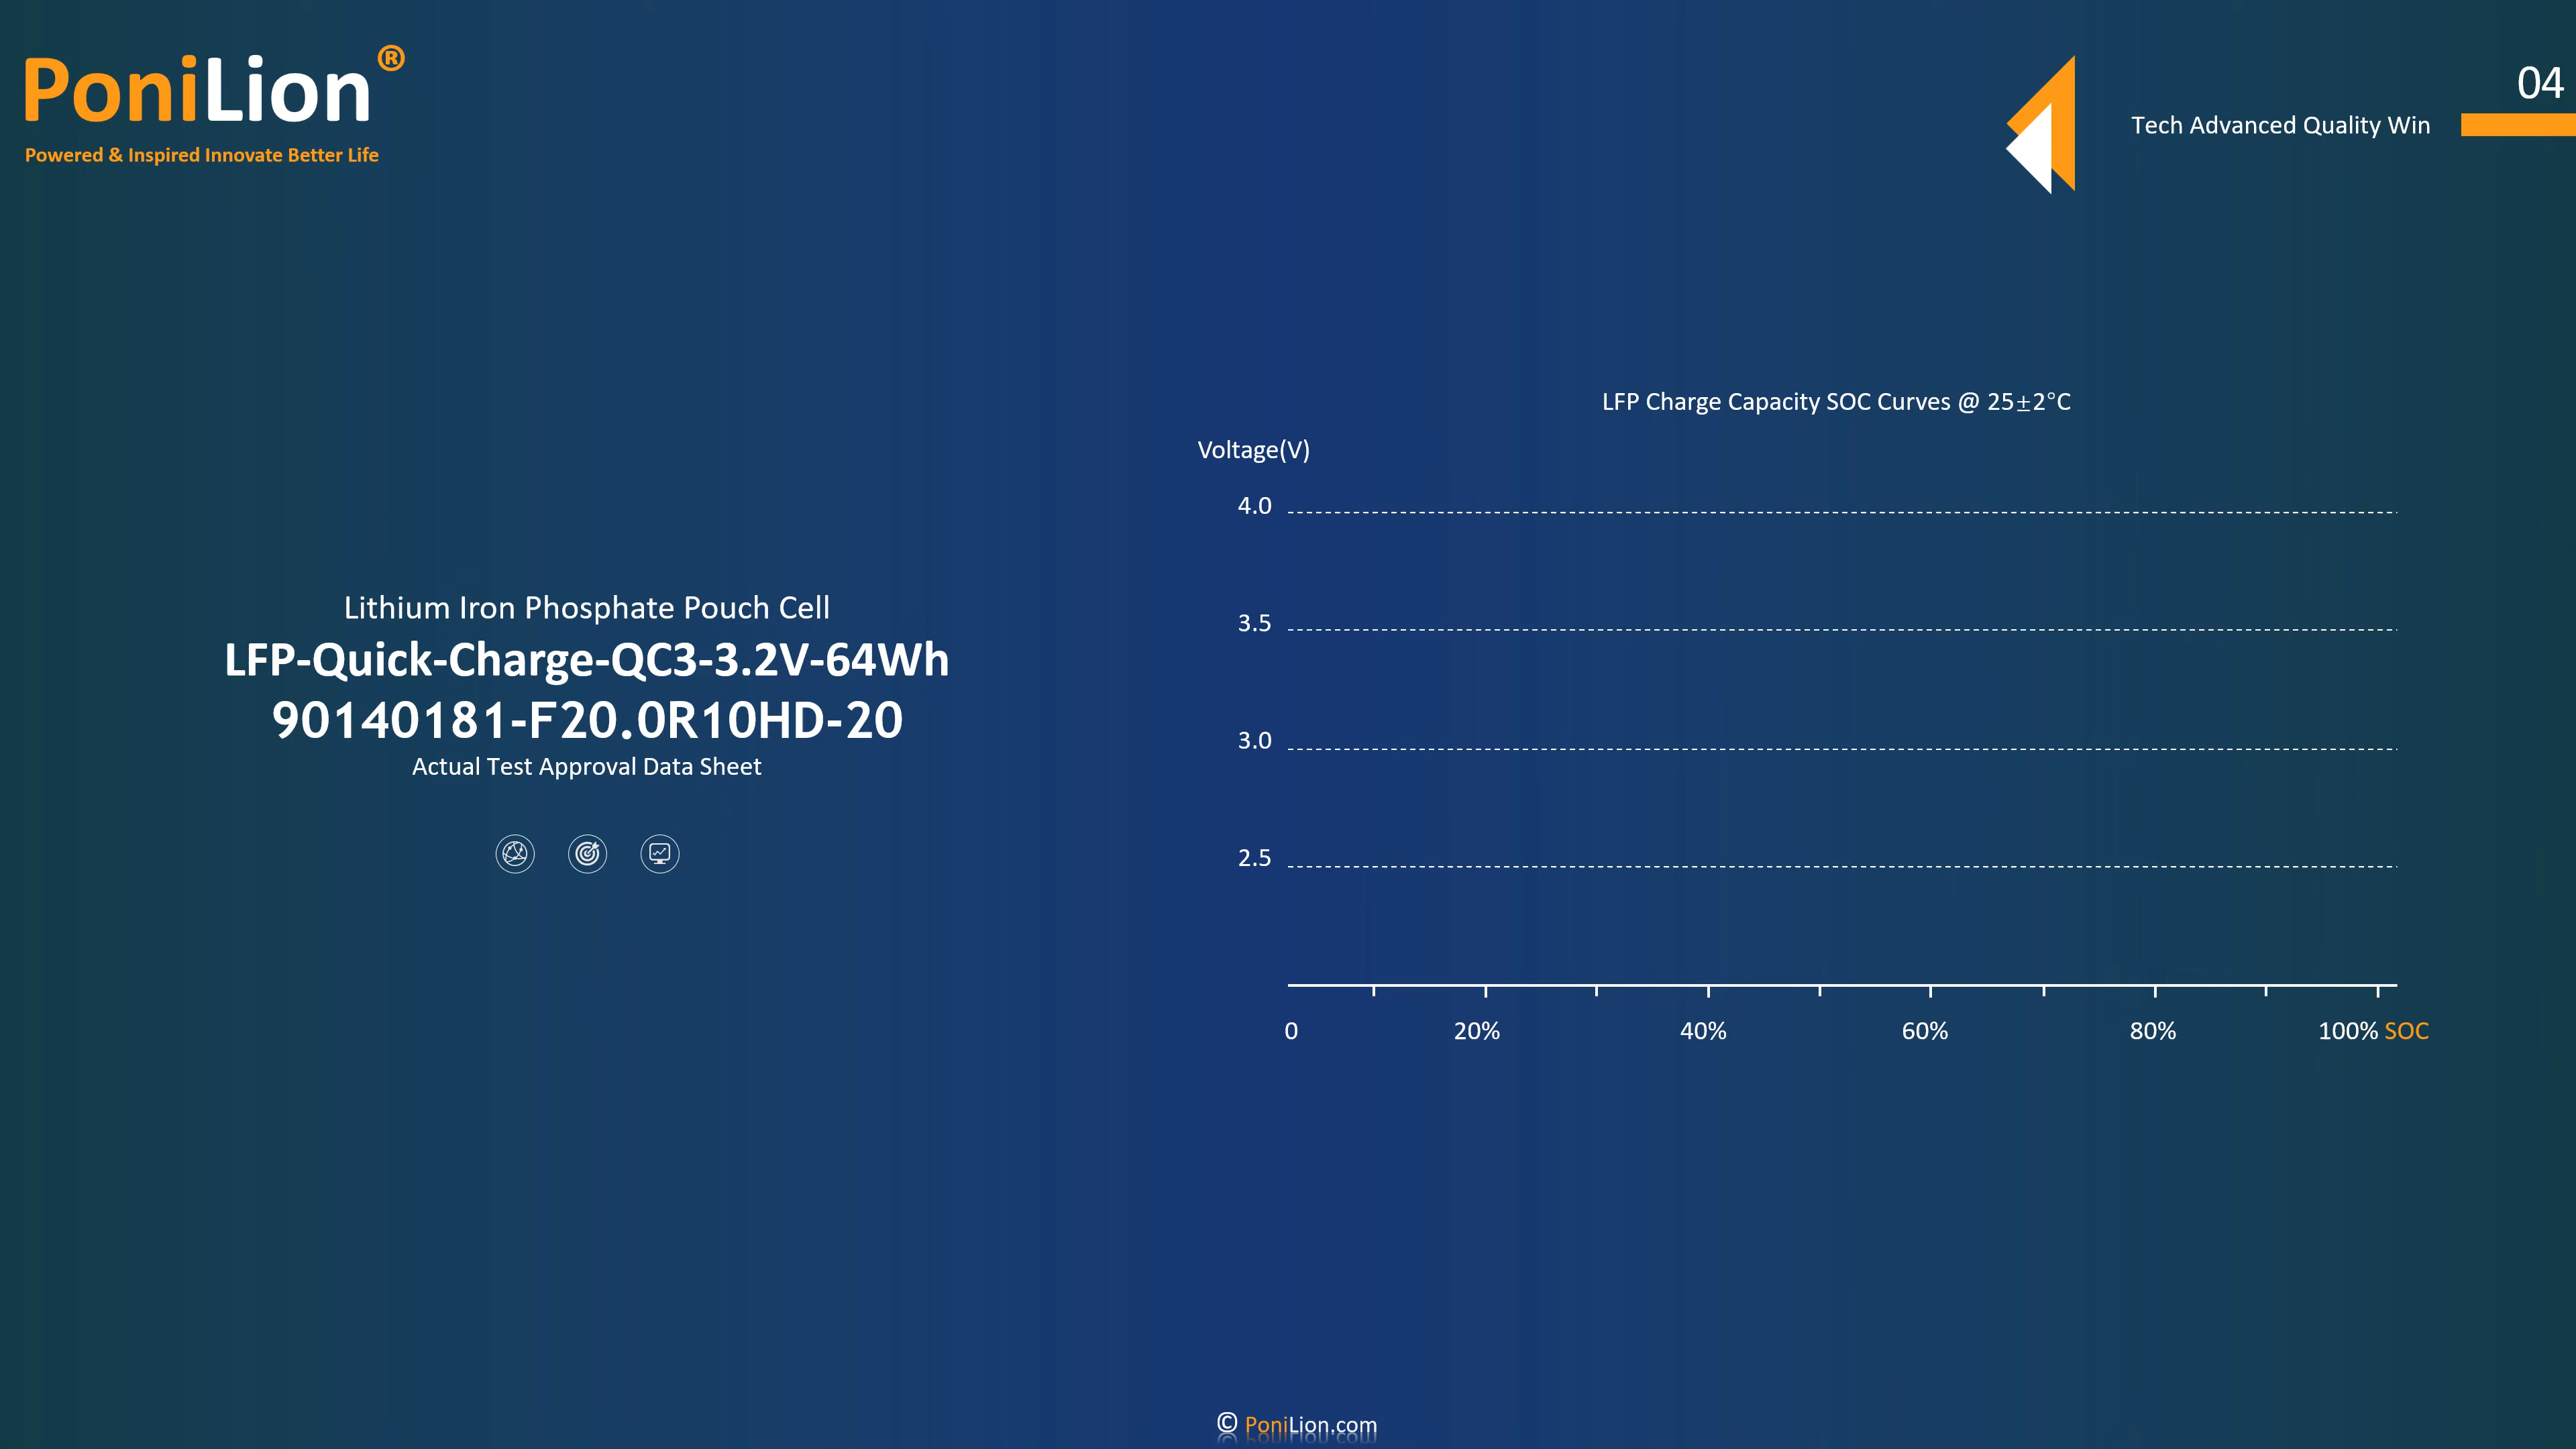 PoniLion®
Powered & Inspired Innovate Better Life
04
Tech Advanced Quality Win
Lithium Iron Phosphate Pouch Cell
LFP-Quick-Charge-QC3-3.2V-64Wh
90140181-F20.0R10HD-20
Actual Test Approval Data Sheet
LFP Charge Capacity SOC Curves @ 25±2°C
Voltage(V)
4.0
3.5
3.0
2.5
0 20% 40% 60% 80% 100% SOC
© PoniLion.com